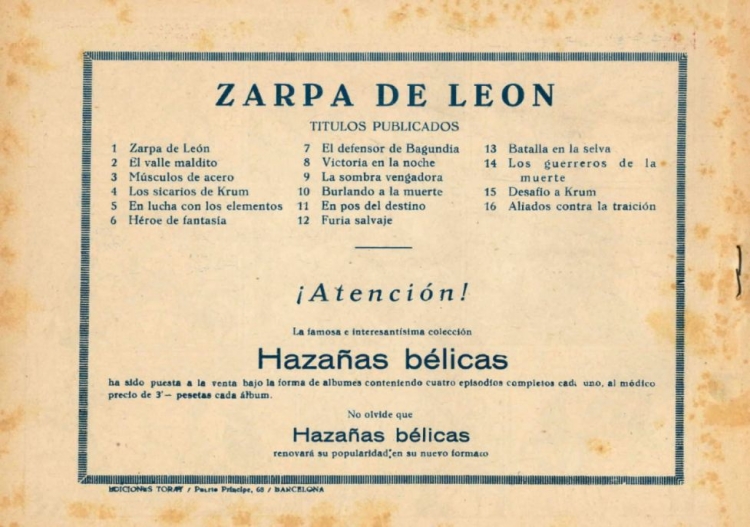 ZARPA DE LEON
TITULOS PUBLICADOS
1 Zarpa de León
2 El valle maldito
3 Músculos de acero
4 Los sicarios de Krum
5 En lucha con los elementos
6 Héroe de fantasía
7 El defensor de Bagundia
8 Victoria en la noche
9 La sombra vengadora
10 Burlando a la muerte
11 En pos del destino
12 Furia salvaje
13 Batalla en la selva
14 Los guerreros de la
muerte
15 Desafío a Krum
16 Aliados contra la traición
¡Atención!
La famosa e interesantísima colección
Hazañas bélicas
ha sido puesta a la venta bajo la forma de albumes conteniendo cuatro episodios completos cada uno, al módico
precio de 3'— pesetas cada álbum.
No olvide que
Hazañas bélicas
renovará su popularidad en su nuevo formato
EDICIONES TORAY / Puerto Príncipe, 66 / BARCELONA